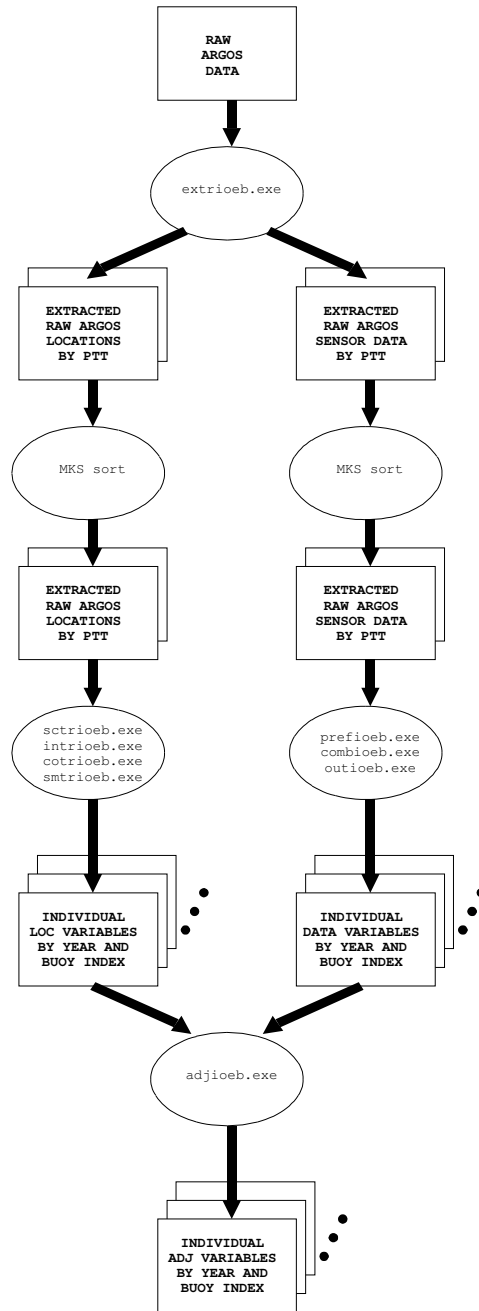 RAW
ARGOS
DATA
extrioeb.exe
EXTRACTED
RAW ARGOS
LOCATIONS
BY PTT
EXTRACTED
RAW ARGOS
SENSOR DATA
BY PTT
MKS sort
MKS sort
EXTRACTED
RAW ARGOS
LOCATIONS
BY PTT
EXTRACTED
RAW ARGOS
SENSOR DATA
BY PTT
sctrioeb.exe
intrioeb.exe
cotrioeb.exe
smtrioeb.exe
prefioeb.exe
combioeb.exe
outioeb.exe
INDIVIDUAL
LOC VARIABLES
BY YEAR AND
BUOY INDEX
INDIVIDUAL
DATA VARIABLES
BY YEAR AND
BUOY INDEX
adjioeb.exe
INDIVIDUAL
ADJ VARIABLES
BY YEAR AND
BUOY INDEX